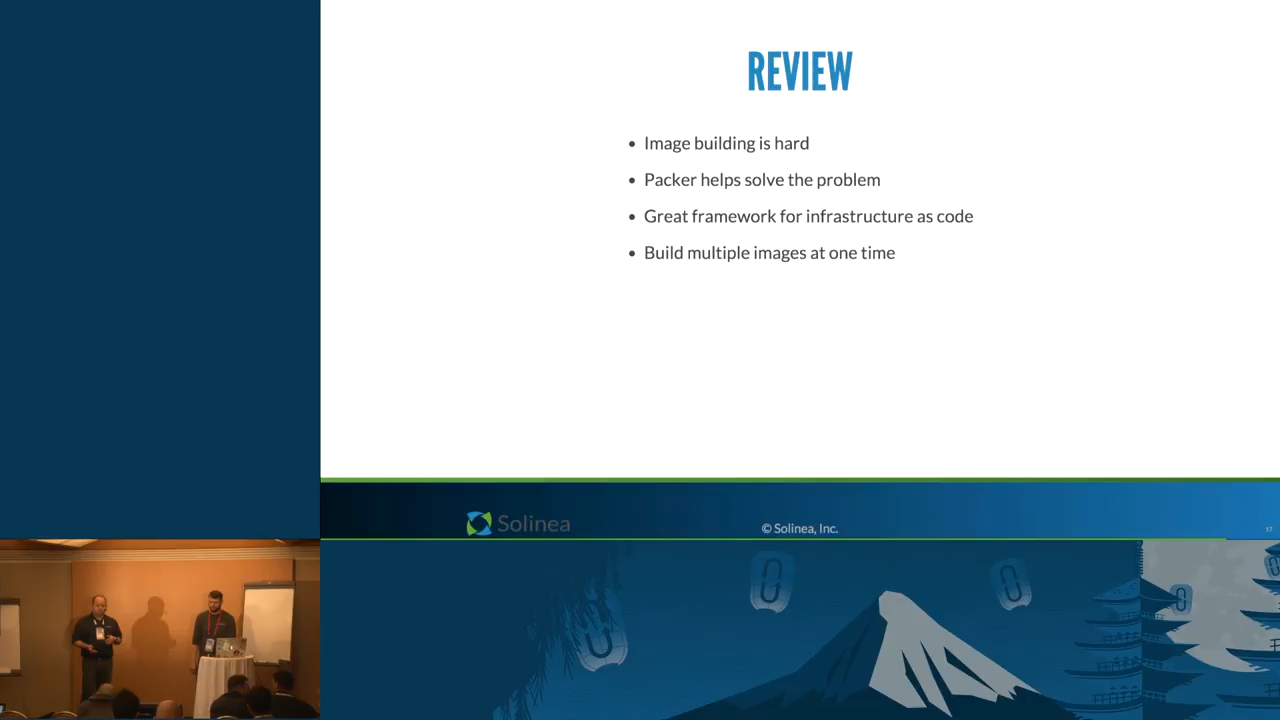 REVIEW
• Image building is hard
• Packer helps solve the problem
• Great framework for infrastructure as code
• Build multiple images at one time
Solinea
© Solinea, Inc.
17